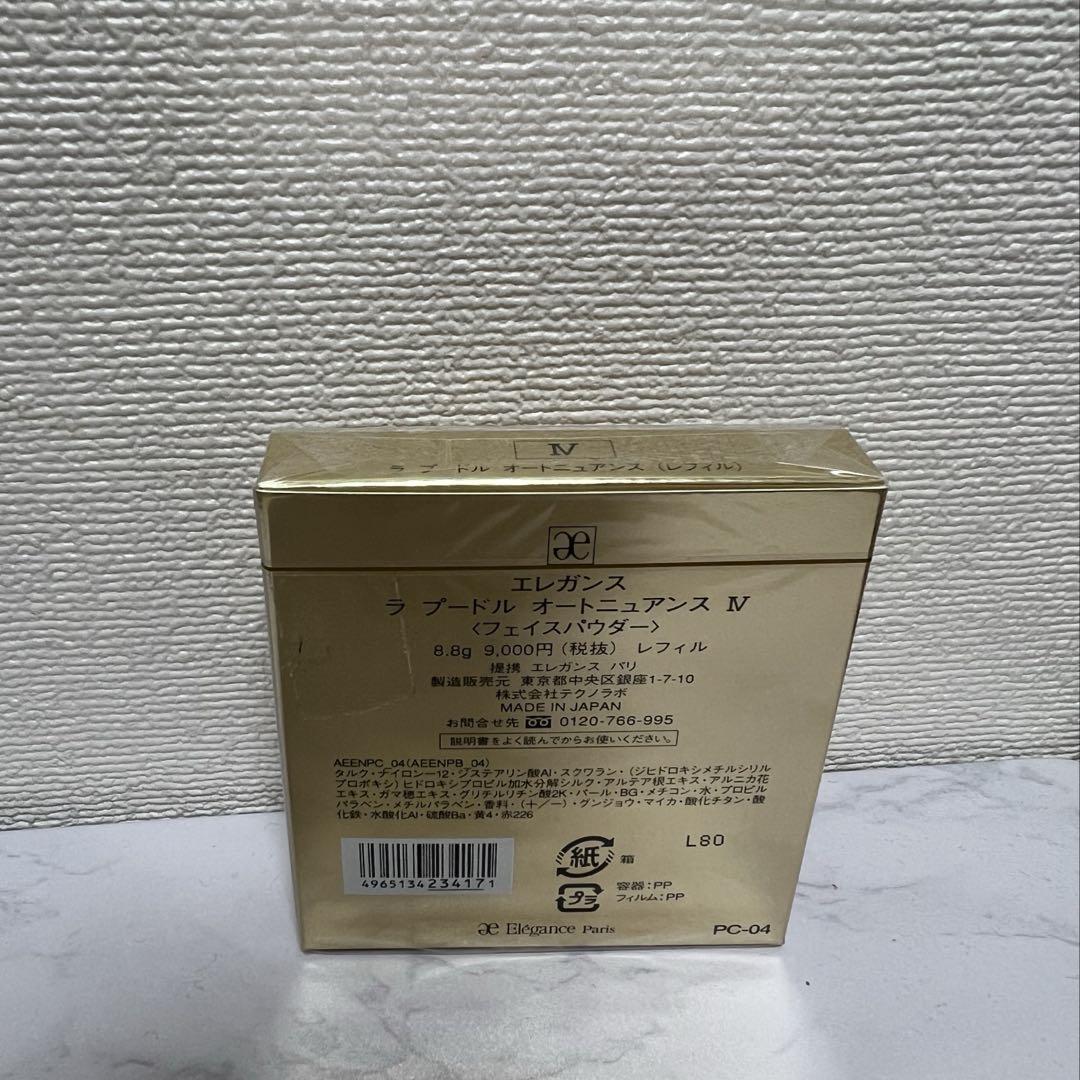 IV
ラ プードル オートニュアンス (レフィル)
æ
エレガンス
ラ プードル オートニュアンス IV
〈フェイスパウダー〉
8.8g 9,000円(税抜) レフィル
提携 エレガンス パリ
製造販売元 東京都中央区銀座1-7-10
株式会社テクノラボ
MADE IN JAPAN
お問合せ先 0120-766-995
説明書をよく読んでからお使いください。
AEENPC_04(AEENPB_04)
タルク・ナイロン-12・ジステアリン酸Al・スクワラン・(ジヒドロキシメチルシリル
プロポキシ)ヒドロキシプロピル加水分解シルク・アルテア根エキス・アルニカ花
エキス・ガマ穂エキス・グリチルリチン酸2K・パール・BG・メチコン・水・プロピル
パラベン・メチルパラベン・香料・(+/-)・グンジョウ・マイカ・酸化チタン・酸
化鉄・水酸化Al・硫酸Ba・黄4・赤226
L80
紙 箱
プラ 容器:PP
フィルム:PP
4965134234171
æ Elégance Paris
PC-04